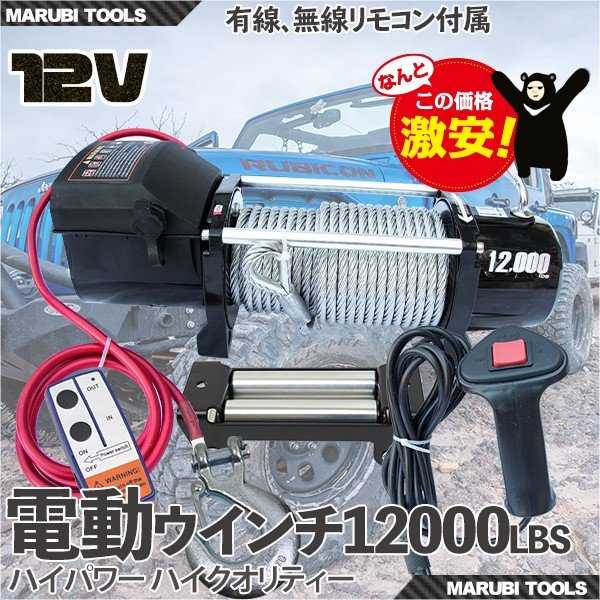 MARUBI TOOLS
有線、無線リモコン付属
12V
なんと
この価格
激安!
RUBICON
12,000
OUT
IN
ON
Power switch
OFF
WARNING!
電動ウインチ12000LBS
ハイパワー ハイクオリティー
MARUBI TOOLS